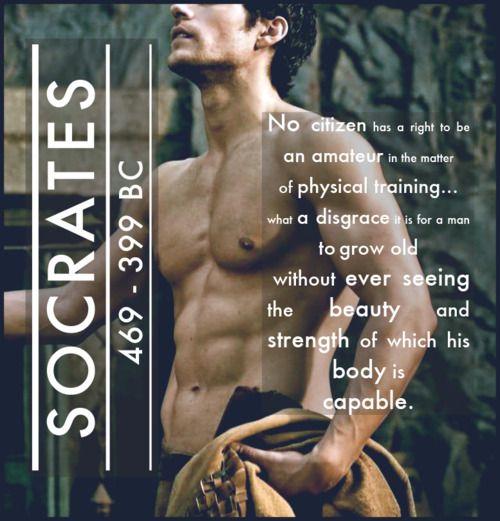 SOCRATES
469 - 399 BC
No citizen has a right to be
an amateur in the matter
of physical training...
what a disgrace it is for a man
to grow old
without ever seeing
the beauty and
strength of which his
body is
capable.